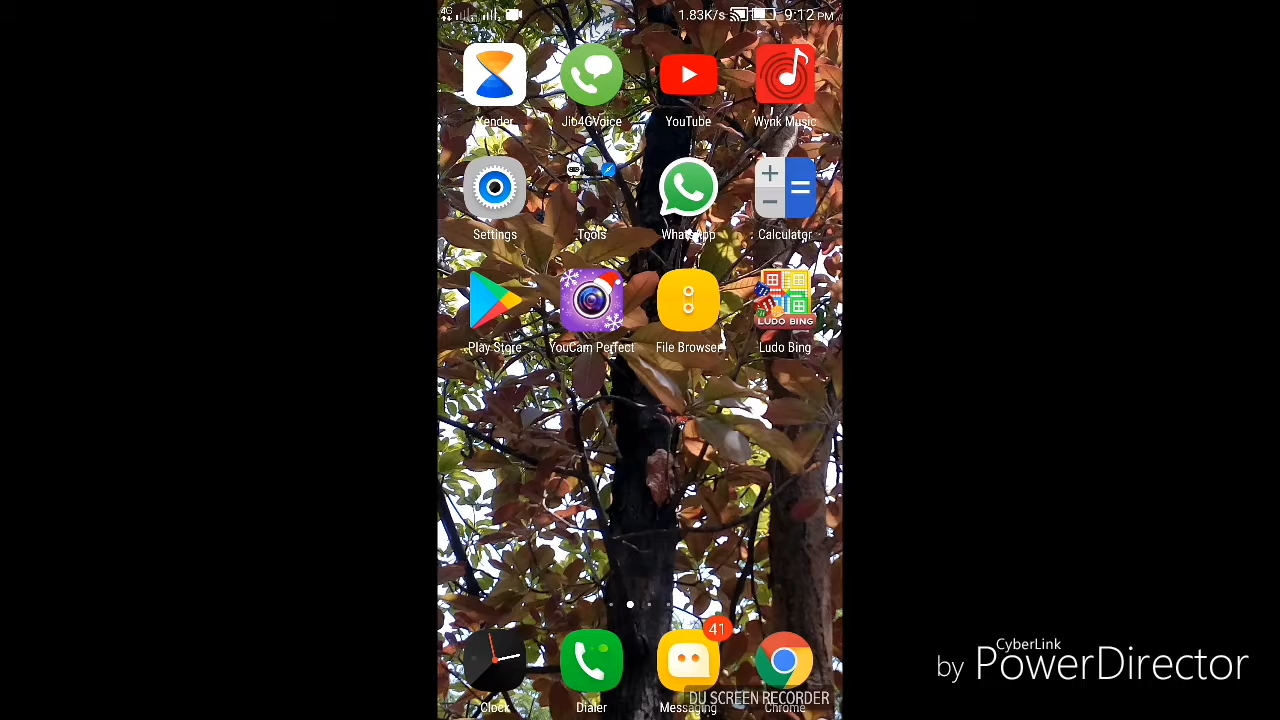 4G 1.83K/s 9:12 PM
Xender Jio4GVoice YouTube Wynk Music
Settings Tools WhatsApp Calculator
LUDO BING
Play Store YouCam Perfect File Browser Ludo Bing
41
CyberLink
by PowerDirector
DU SCREEN RECORDER
Clock Dialer Messaging Chrome